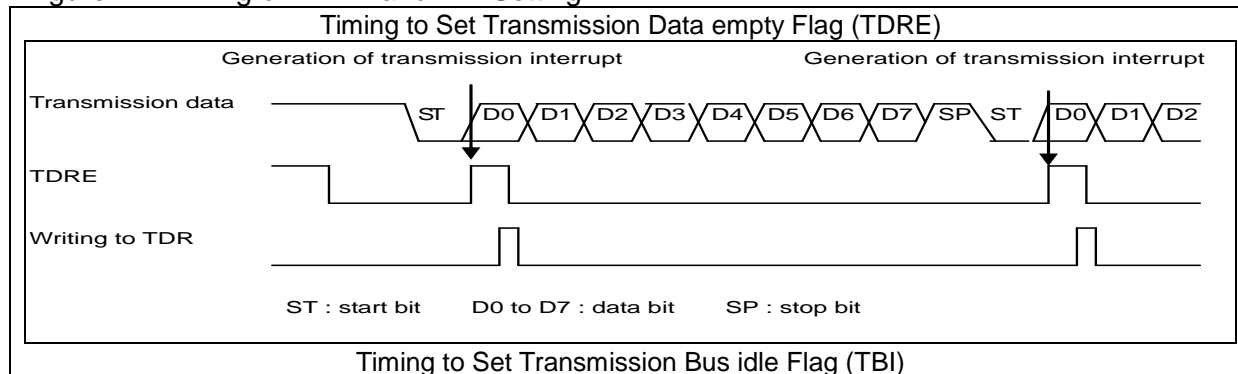 Timing to Set Transmission Data empty Flag (TDRE)
Generation of transmission interrupt Generation of transmission interrupt
Transmission data ST D0 D1 D2 D3 D4 D5 D6 D7 SP ST D0 D1 D2
TDRE
Writing to TDR
ST : start bit D0 to D7 : data bit SP : stop bit
Timing to Set Transmission Bus idle Flag (TBI)